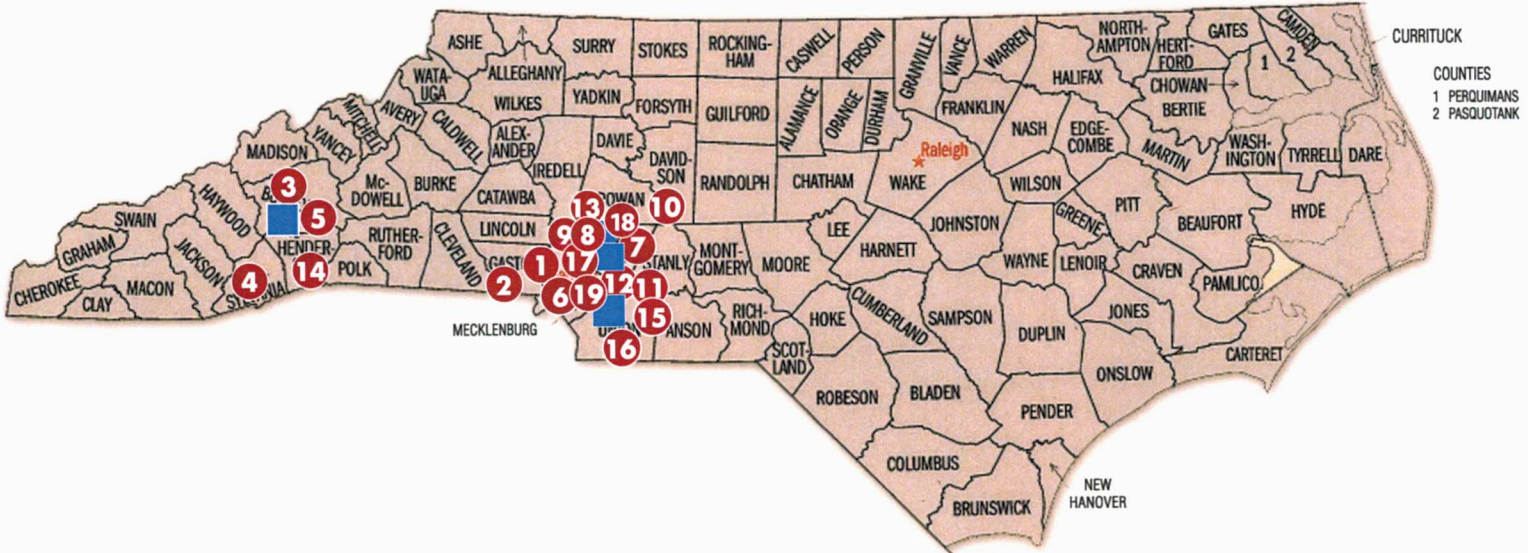 ASHE
ALLEGHANY
SURRY
STOKES
ROCKING-
HAM
CASWELL
PERSON
GRANVILLE
VANCE
WARREN
NORTH-
AMPTON
HERT-
FORD
GATES
CAMDEN
CURRITUCK
COUNTIES
1 PERQUIMANS
2 PASQUOTANK
1
2
WATA-
UGA
WILKES
YADKIN
FORSYTH
GUILFORD
ALAMANCE
ORANGE
DURHAM
FRANKLIN
HALIFAX
CHOWAN
BERTIE
MITCHELL
AVERY
CALDWELL
ALEX-
ANDER
DAVIE
IREDELL
DAVID-
SON
NASH
EDGE-
COMBE
MARTIN
WASH-
INGTON
TYRRELL
DARE
MADISON
YANCEY
Raleigh
WAKE
RANDOLPH
CHATHAM
WILSON
HAYWOOD
3
5
Mc-
DOWELL
BURKE
CATAWBA
13
18
10
SWAIN
GRAHAM
CHEROKEE
CLAY
MACON
JACKSON
HENDER
4
14
POLK
RUTHER-
FORD
CLEVELAND
LINCOLN
9
8
7
1
17
2
6
19
12
11
15
16
MECKLENBURG
ANSON
MONT-
GOMERY
RICH-
MOND
MOORE
LEE
HARNETT
JOHNSTON
GREENE
PITT
BEAUFORT
HYDE
WAYNE
LENOIR
CRAVEN
PAMLICO
HOKE
SCOT-
LAND
CUMBERLAND
SAMPSON
DUPLIN
JONES
CARTERET
ONSLOW
ROBESON
BLADEN
PENDER
COLUMBUS
BRUNSWICK
NEW
HANOVER